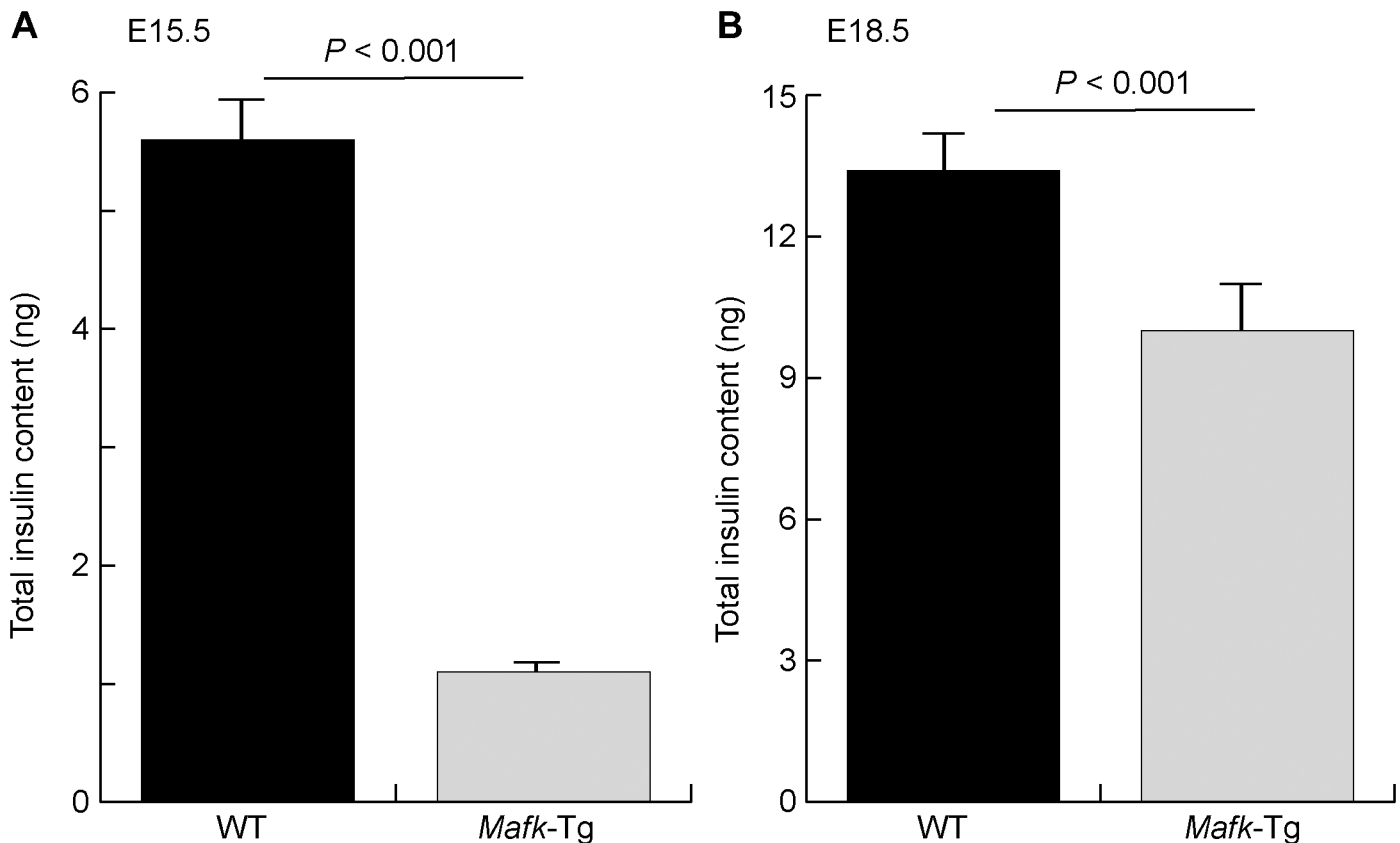 A
E15.5
P < 0.001
Total insulin content (ng)
6
4
2
0
WT
Mafk-Tg
B
E18.5
P < 0.001
Total insulin content (ng)
15
12
9
6
3
0
WT
Mafk-Tg